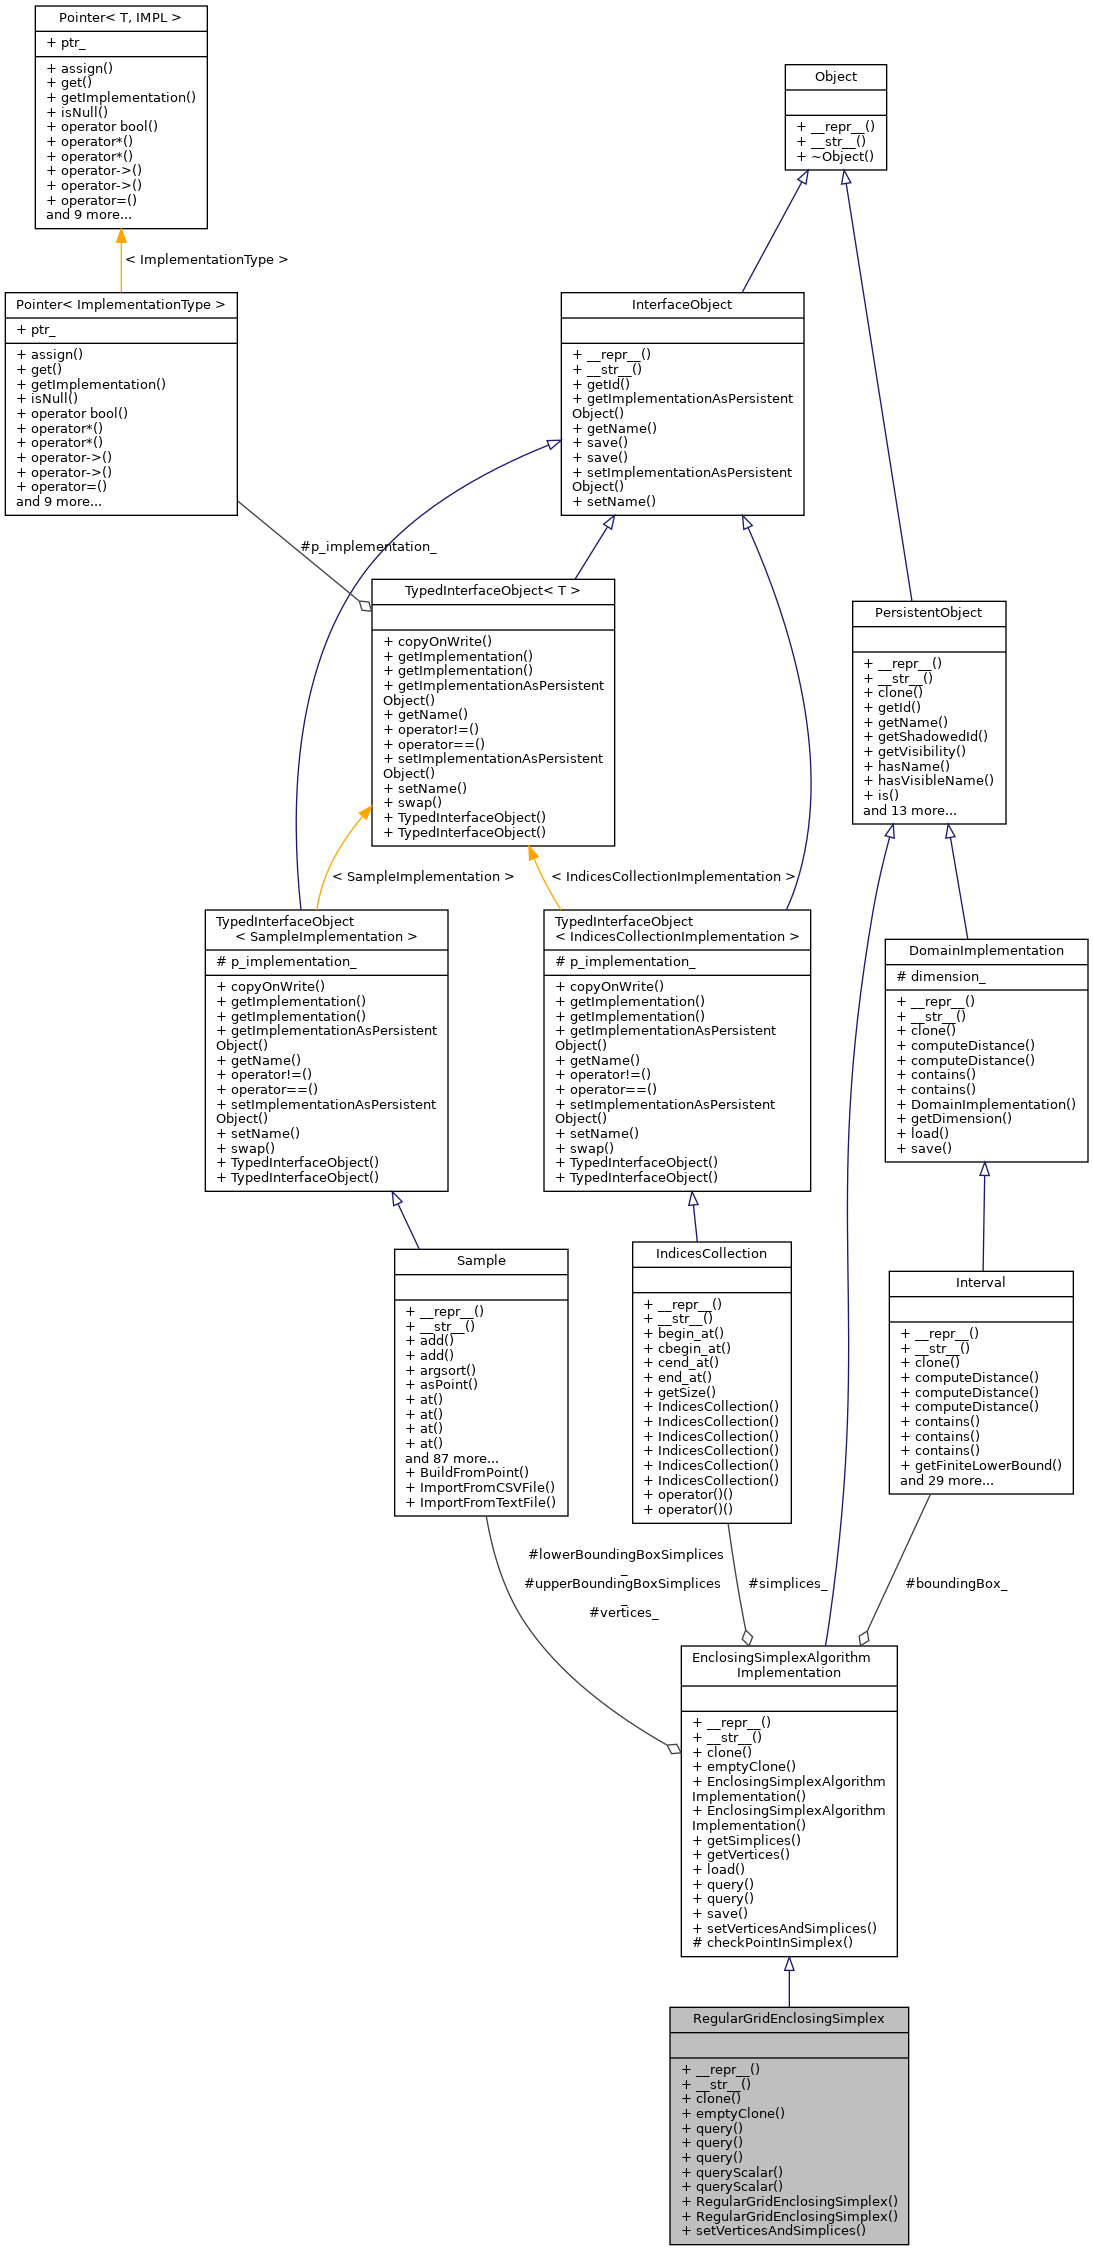 Pointer< T, IMPL >
+ ptr_
+ assign()
+ get()
+ getImplementation()
+ isNull()
+ operator bool()
+ operator*()
+ operator*()
+ operator->()
+ operator->()
+ operator=()
and 9 more...
< ImplementationType >
Object
+ __repr__()
+ __str__()
+ ~Object()
Pointer< ImplementationType >
+ ptr_
+ assign()
+ get()
+ getImplementation()
+ isNull()
+ operator bool()
+ operator*()
+ operator*()
+ operator->()
+ operator->()
+ operator=()
and 9 more...
InterfaceObject
+ __repr__()
+ __str__()
+ getId()
+ getImplementationAsPersistent
Object()
+ getName()
+ save()
+ save()
+ setImplementationAsPersistent
Object()
+ setName()
#p_implementation_
TypedInterfaceObject< T >
+ copyOnWrite()
+ getImplementation()
+ getImplementation()
+ getImplementationAsPersistent
Object()
+ getName()
+ operator!=()
+ operator==()
+ setImplementationAsPersistent
Object()
+ setName()
+ swap()
+ TypedInterfaceObject()
+ TypedInterfaceObject()
PersistentObject
+ __repr__()
+ __str__()
+ clone()
+ getId()
+ getName()
+ getShadowedId()
+ getVisibility()
+ hasName()
+ hasVisibleName()
+ is()
and 13 more...
< SampleImplementation >
< IndicesCollectionImplementation >
TypedInterfaceObject
< SampleImplementation >
# p_implementation_
+ copyOnWrite()
+ getImplementation()
+ getImplementation()
+ getImplementationAsPersistent
Object()
+ getName()
+ operator!=()
+ operator==()
+ setImplementationAsPersistent
Object()
+ setName()
+ swap()
+ TypedInterfaceObject()
+ TypedInterfaceObject()
TypedInterfaceObject
< IndicesCollectionImplementation >
# p_implementation_
+ copyOnWrite()
+ getImplementation()
+ getImplementation()
+ getImplementationAsPersistent
Object()
+ getName()
+ operator!=()
+ operator==()
+ setImplementationAsPersistent
Object()
+ setName()
+ swap()
+ TypedInterfaceObject()
+ TypedInterfaceObject()
DomainImplementation
# dimension_
+ __repr__()
+ __str__()
+ clone()
+ computeDistance()
+ computeDistance()
+ contains()
+ contains()
+ DomainImplementation()
+ getDimension()
+ load()
+ save()
Sample
+ __repr__()
+ __str__()
+ add()
+ add()
+ argsort()
+ asPoint()
+ at()
+ at()
+ at()
+ at()
and 87 more...
+ BuildFromPoint()
+ ImportFromCSVFile()
+ ImportFromTextFile()
IndicesCollection
+ __repr__()
+ __str__()
+ begin_at()
+ cbegin_at()
+ cend_at()
+ end_at()
+ getSize()
+ IndicesCollection()
+ IndicesCollection()
+ IndicesCollection()
+ IndicesCollection()
+ IndicesCollection()
+ IndicesCollection()
+ operator()()
+ operator()()
Interval
+ __repr__()
+ __str__()
+ clone()
+ computeDistance()
+ computeDistance()
+ computeDistance()
+ contains()
+ contains()
+ contains()
+ getFiniteLowerBound()
and 29 more...
#lowerBoundingBoxSimplices
_
#upperBoundingBoxSimplices
_
#vertices_
#simplices_
#boundingBox_
EnclosingSimplexAlgorithm
Implementation
+ __repr__()
+ __str__()
+ clone()
+ emptyClone()
+ EnclosingSimplexAlgorithm
Implementation()
+ EnclosingSimplexAlgorithm
Implementation()
+ getSimplices()
+ getVertices()
+ load()
+ query()
+ query()
+ save()
+ setVerticesAndSimplices()
# checkPointInSimplex()
RegularGridEnclosingSimplex
+ __repr__()
+ __str__()
+ clone()
+ emptyClone()
+ query()
+ query()
+ query()
+ queryScalar()
+ queryScalar()
+ RegularGridEnclosingSimplex()
+ RegularGridEnclosingSimplex()
+ setVerticesAndSimplices()